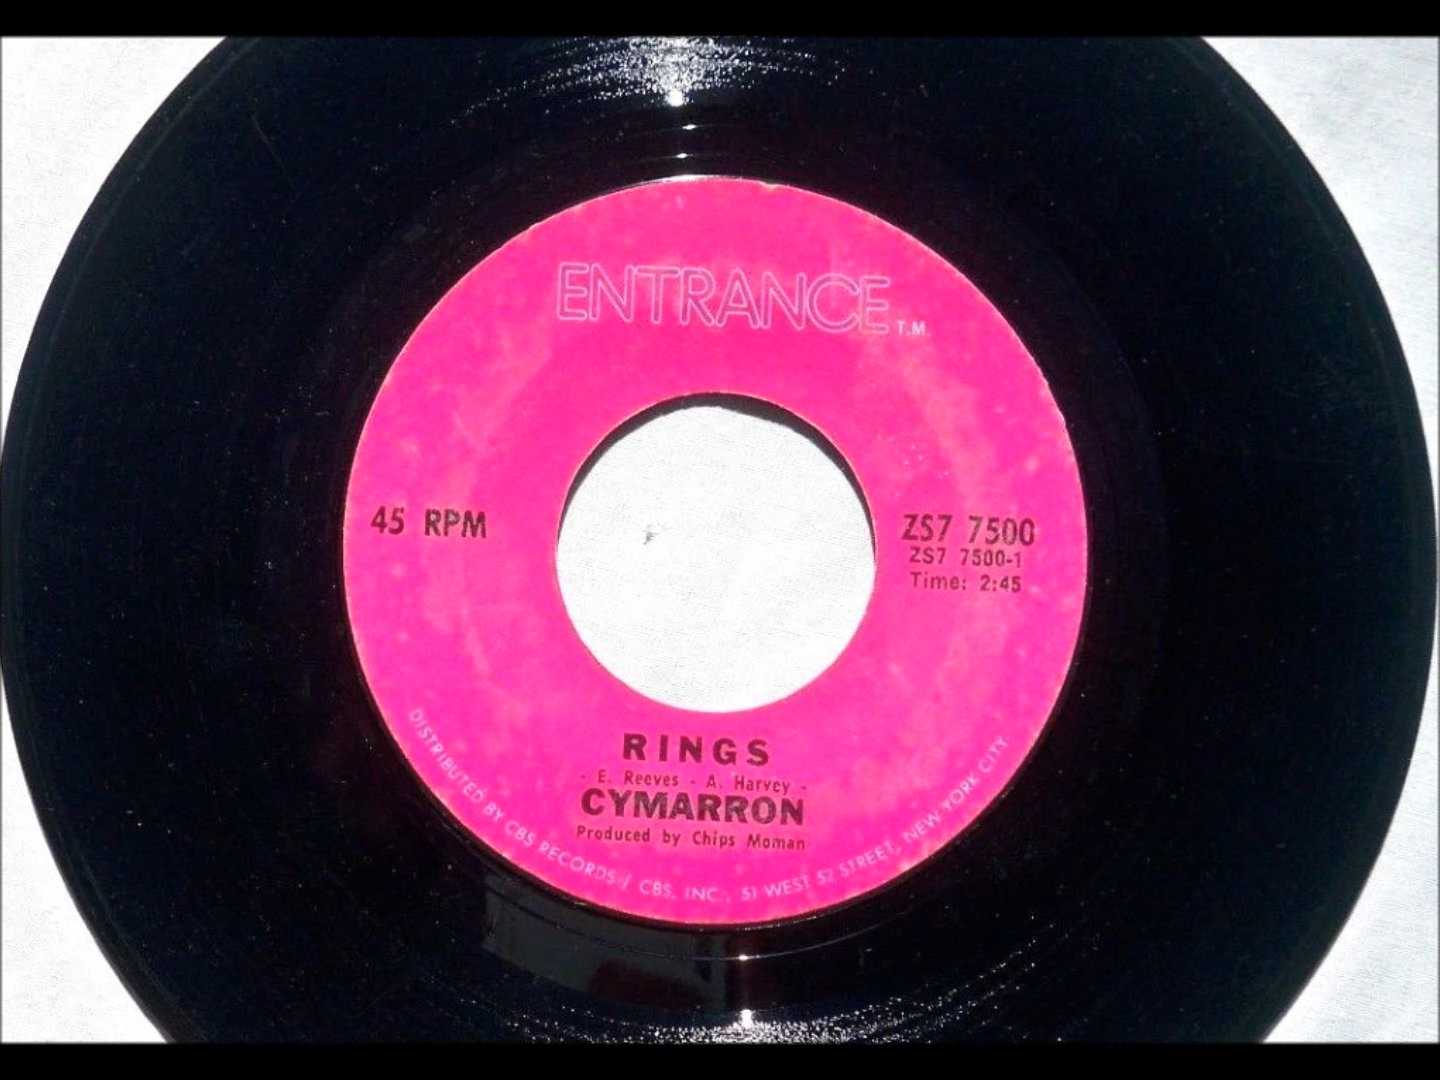 ENTRANCE T.M.
45 RPM
ZS7 7500
ZS7 7500-1
Time: 2:45
RINGS
- E. Reeves - A. Harvey -
CYMARRON
Produced by Chips Moman
DISTRIBUTED BY CBS RECORDS / CBS, INC., 51 WEST 52 STREET, NEW YORK CITY